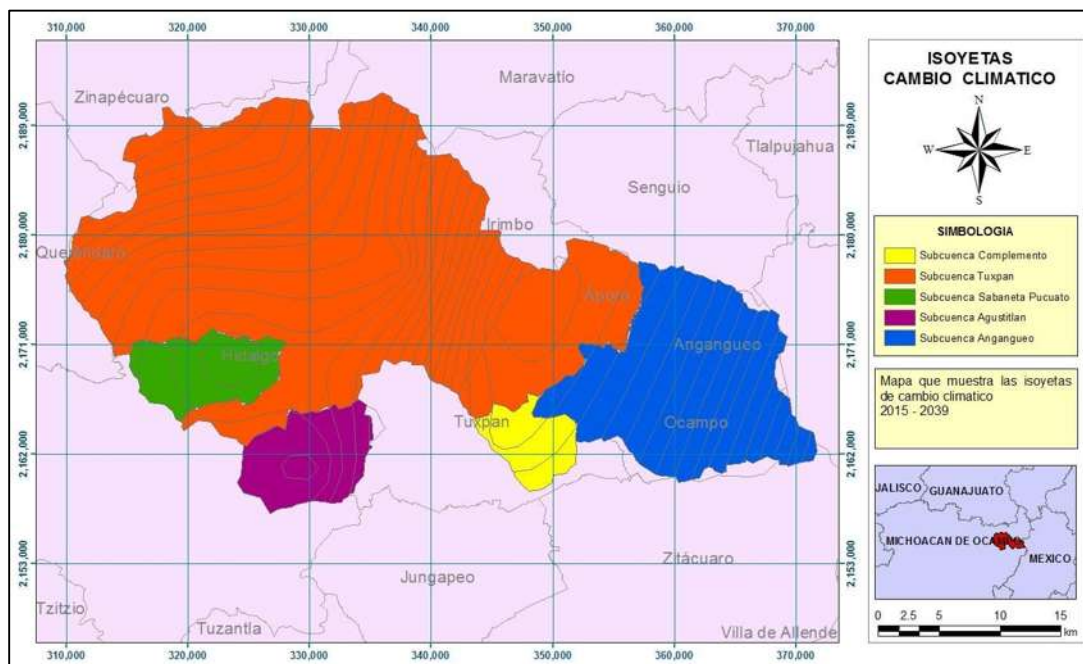 310,000 320,000 330,000 340,000 350,000 360,000 370,000
2,189,000
2,180,000
2,171,000
2,162,000
2,153,000
Maravatío
Zinapécuaro
Tlalpujahua
Senguio
Irimbo
Queréndaro
Aporo
Angangueo
Hidalgo
Tuxpan
Ocampo
Zitácuaro
Jungapeo
Tzitzio
Tuzantla
Villa de Allende
2,189,000
2,180,000
2,171,000
2,162,000
2,153,000
310,000 320,000 330,000 340,000 350,000 360,000 370,000
ISOYETAS
CAMBIO CLIMATICO
N
W
E
S
SIMBOLOGIA
Subcuenca Complemento
Subcuenca Tuxpan
Subcuenca Sabaneta Pucuato
Subcuenca Agustitlan
Subcuenca Angangueo
Mapa que muestra las isoyetas
de cambio climatico
2015 - 2039
JALISCO
GUANAJUATO
MICHOACAN DE OCAMPO
MEXICO
0 2.5 5 10 15
km